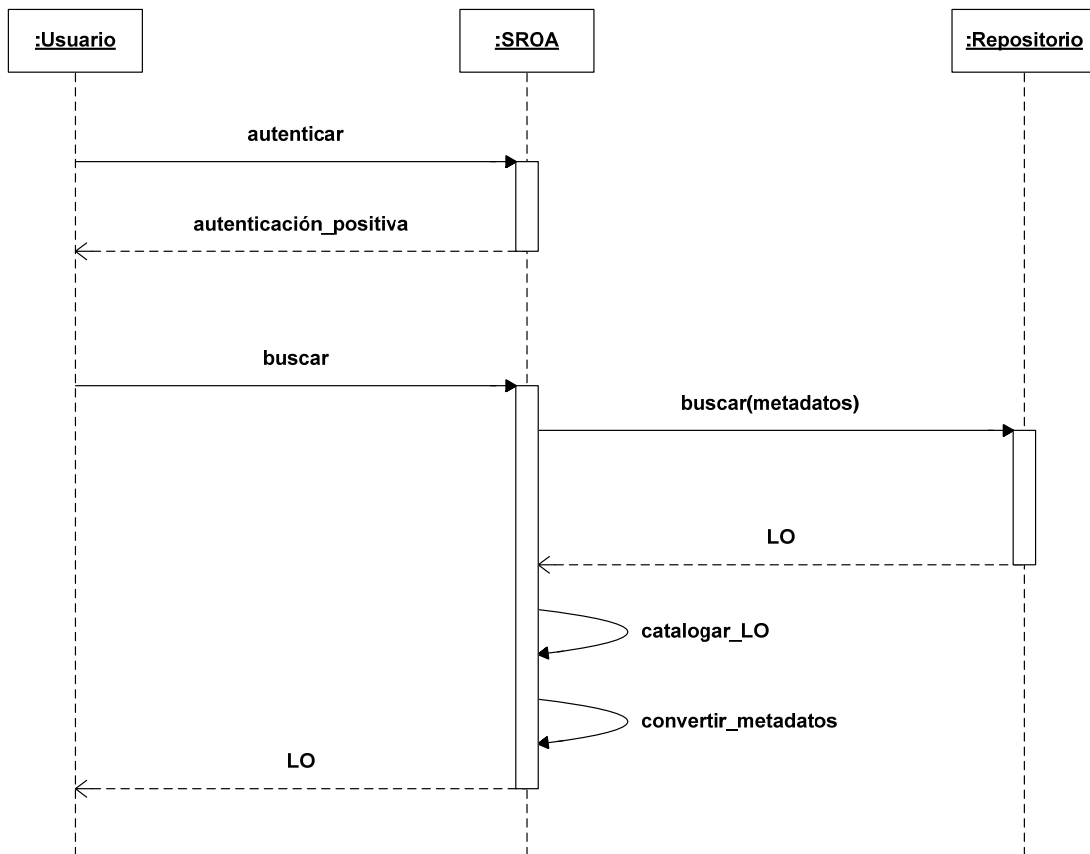 :Usuario
:SROA
:Repositorio
autenticar
autenticación_positiva
buscar
buscar(metadatos)
LO
catalogar_LO
convertir_metadatos
LO